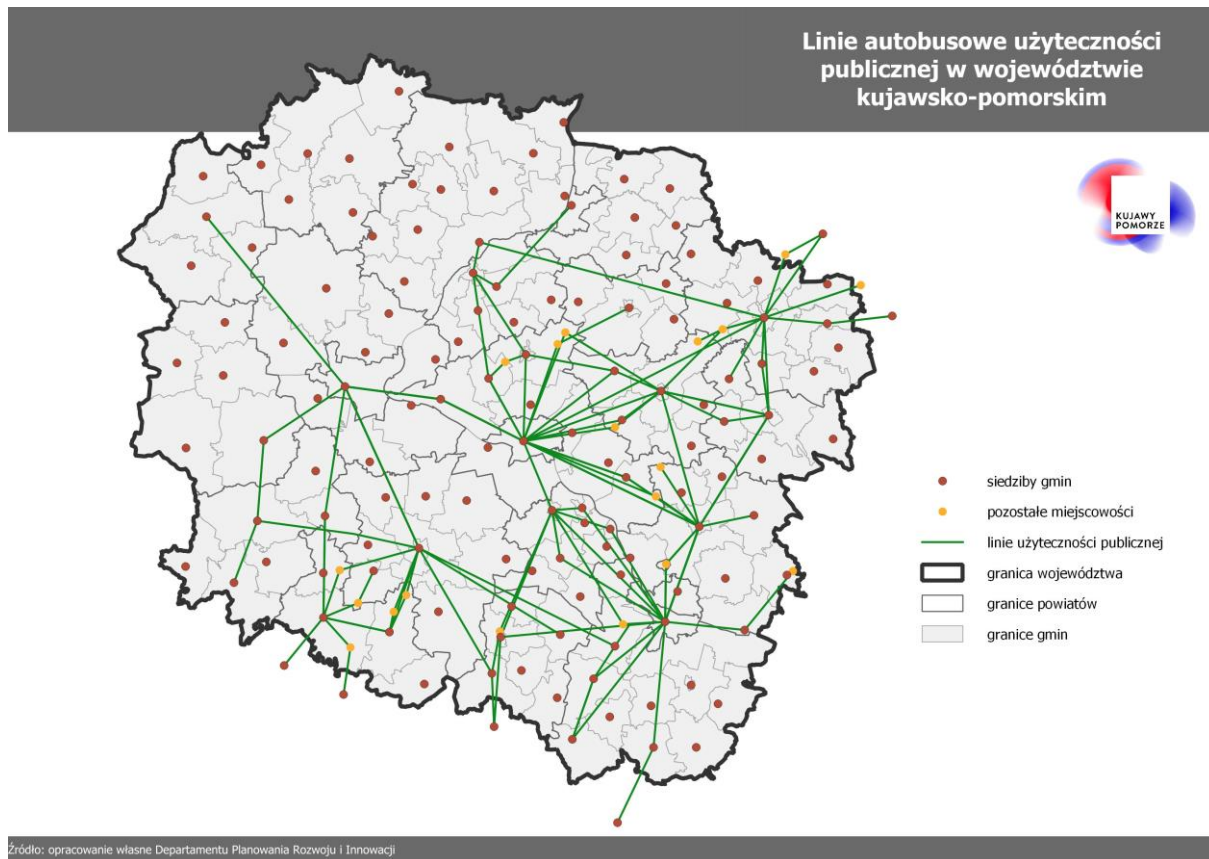 Linie autobusowe użyteczności
publicznej w województwie
kujawsko-pomorskim
KUJAWY
POMORZE
siedziby gmin
pozostałe miejscowości
linie użyteczności publicznej
granica województwa
granice powiatów
granice gmin
Źródło: opracowanie własne Departamentu Planowania Rozwoju i Innowacji